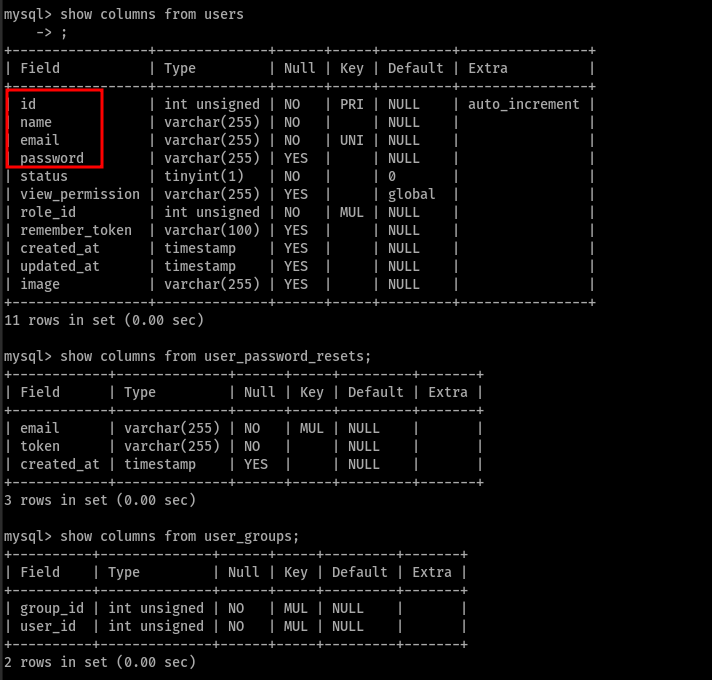 mysql> show columns from users
    -> ;
+-----------------+--------------+------+-----+---------+----------------+
| Field           | Type         | Null | Key | Default | Extra          |
+-----------------+--------------+------+-----+---------+----------------+
| id              | int unsigned | NO   | PRI | NULL    | auto_increment |
| name            | varchar(255) | NO   |     | NULL    |                |
| email           | varchar(255) | NO   | UNI | NULL    |                |
| password        | varchar(255) | YES  |     | NULL    |                |
| status          | tinyint(1)   | NO   |     | 0       |                |
| view_permission | varchar(255) | YES  |     | global  |                |
| role_id         | int unsigned | NO   | MUL | NULL    |                |
| remember_token  | varchar(100) | YES  |     | NULL    |                |
| created_at      | timestamp    | YES  |     | NULL    |                |
| updated_at      | timestamp    | YES  |     | NULL    |                |
| image           | varchar(255) | YES  |     | NULL    |                |
+-----------------+--------------+------+-----+---------+----------------+
11 rows in set (0.00 sec)

mysql> show columns from user_password_resets;
+------------+--------------+------+-----+---------+-------+
| Field      | Type         | Null | Key | Default | Extra |
+------------+--------------+------+-----+---------+-------+
| email      | varchar(255) | NO   | MUL | NULL    |       |
| token      | varchar(255) | NO   |     | NULL    |       |
| created_at | timestamp    | YES  |     | NULL    |       |
+------------+--------------+------+-----+---------+-------+
3 rows in set (0.00 sec)

mysql> show columns from user_groups;
+----------+--------------+------+-----+---------+-------+
| Field    | Type         | Null | Key | Default | Extra |
+----------+--------------+------+-----+---------+-------+
| group_id | int unsigned | NO   | MUL | NULL    |       |
| user_id  | int unsigned | NO   | MUL | NULL    |       |
+----------+--------------+------+-----+---------+-------+
2 rows in set (0.00 sec)